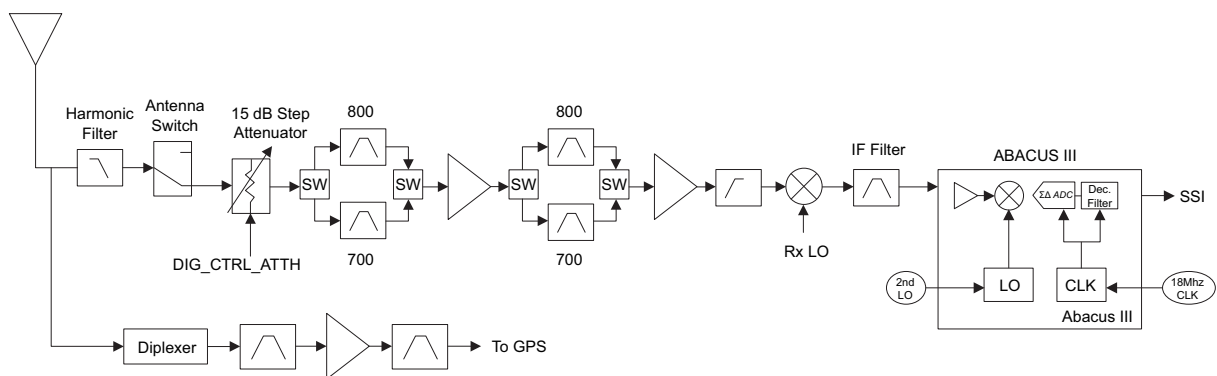 Harmonic
Filter
Antenna
Switch
15 dB Step
Attenuator
DIG_CTRL_ATTH
SW
800
700
SW
SW
800
700
SW
Rx LO
IF Filter
ABACUS III
ΣΔ ADC
Dec.
Filter
SSI
2nd
LO
LO
CLK
18Mhz
CLK
Abacus III
Diplexer
To GPS